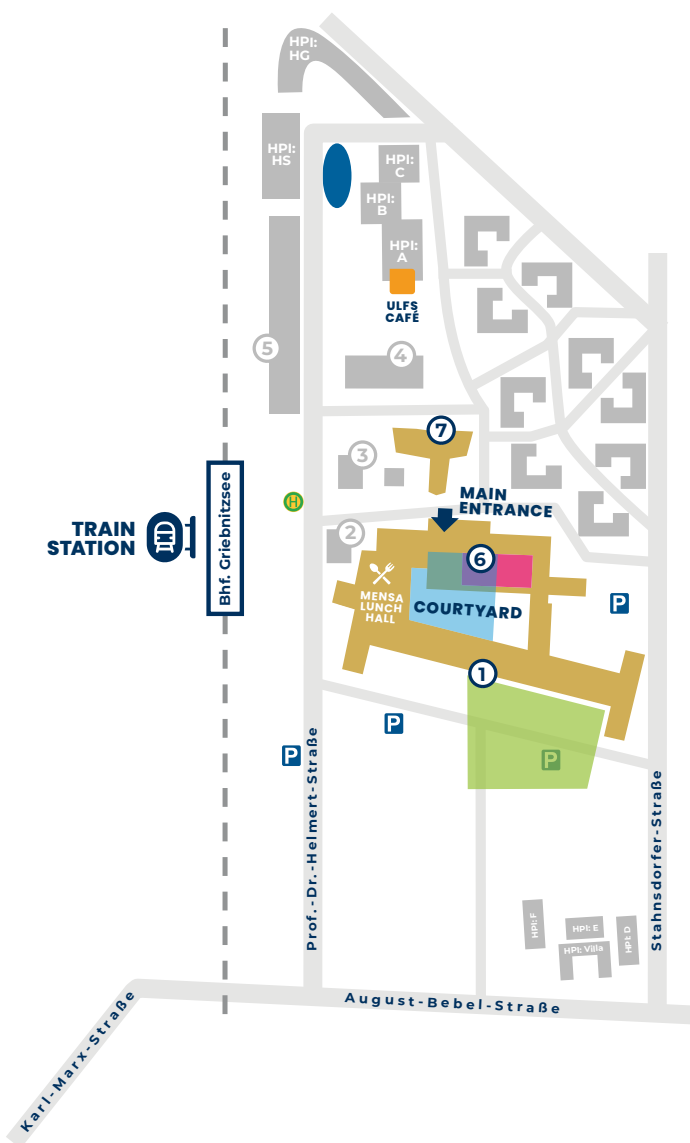 HPI:
HG
HPI:
HS
HPI:
C
HPI:
B
HPI:
A
ULFS
CAFÉ
5
4
7
3
MAIN
ENTRANCE
H
2
TRAIN
STATION
Bhf. Griebnitzsee
6
MENSA
LUNCH
HALL
COURTYARD
P
1
P
P
P
Prof.-Dr.-Helmert-Straße
Stahnsdorfer-Straße
HPI: F
HPI: E
HPI: D
HPI: Villa
August-Bebel-Straße
Karl-Marx-Straße